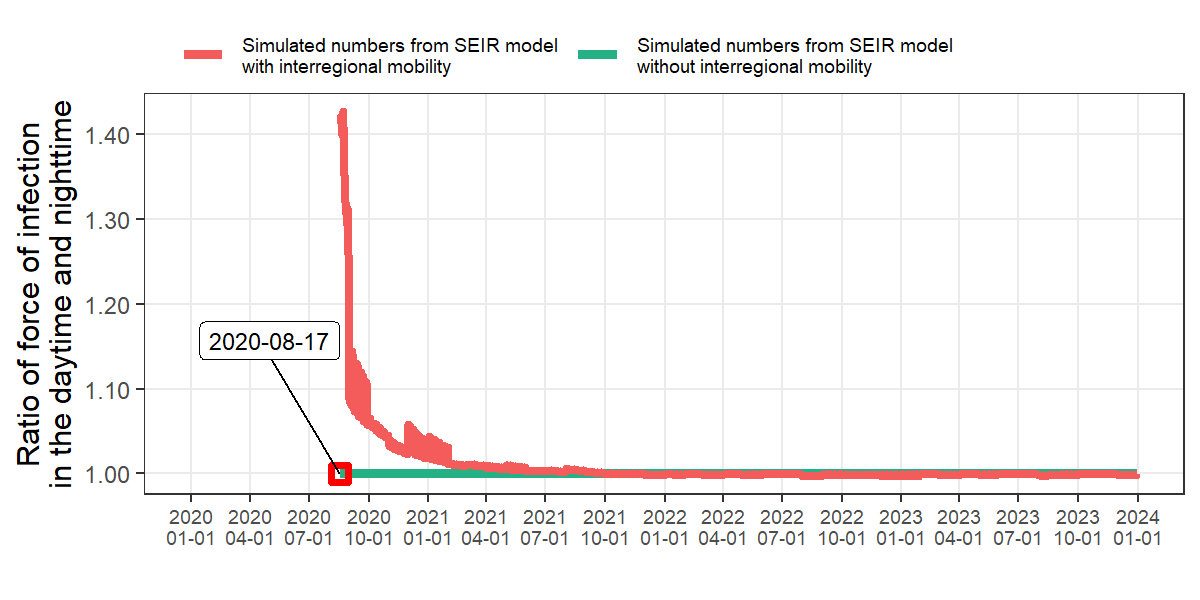 Simulated numbers from SEIR model
with interregional mobility
Simulated numbers from SEIR model
without interregional mobility
Ratio of force of infection
in the daytime and nighttime
1.40
1.30
1.20
1.10
1.00
2020-08-17
2020 2020 2020 2020 2021 2021 2021 2021 2022 2022 2022 2022 2023 2023 2023 2023 2024
01-01 04-01 07-01 10-01 01-01 04-01 07-01 10-01 01-01 04-01 07-01 10-01 01-01 04-01 07-01 10-01 01-01